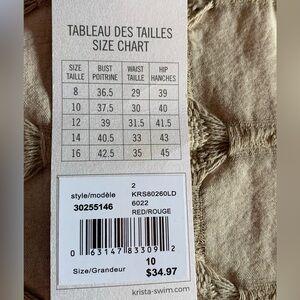 TABLEAU DES TAILLES
SIZE CHART
SIZE BUST WAIST HIP
TAILLE POITRINE TAILLE HANCHES
8 36.5 29 39
10 37.5 30 40
12 39 31.5 41.5
14 40.5 33 43
16 42.5 35 45
2
style/modèle KRS80260LD
30255146 6022
RED/ROUGE
0 63147 83309 2
10
Size/Grandeur $34.97
krista-swim.com